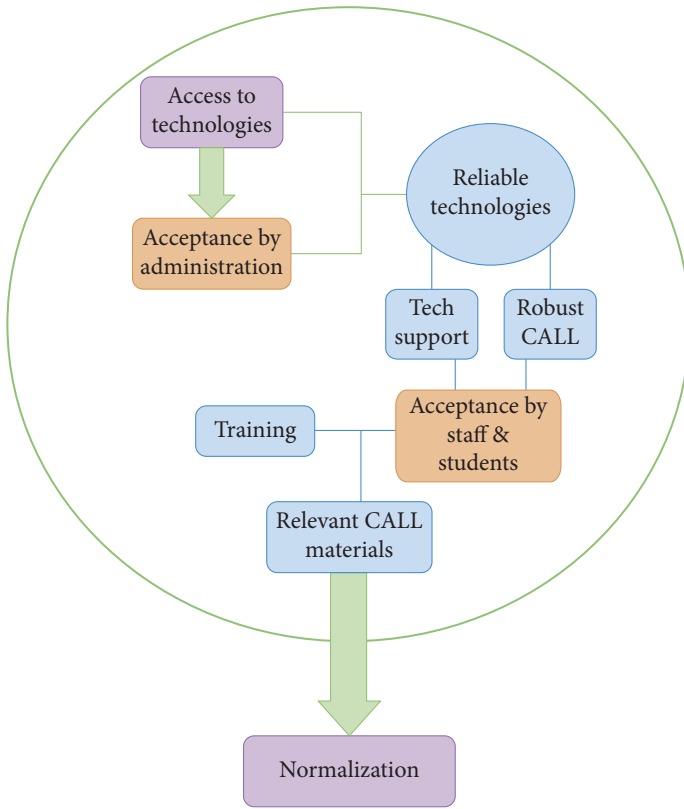 Access to
technologies
Acceptance by
administration
Reliable
technologies
Tech
support
Robust
CALL
Acceptance by
staff &
students
Training
Relevant CALL
materials
Normalization